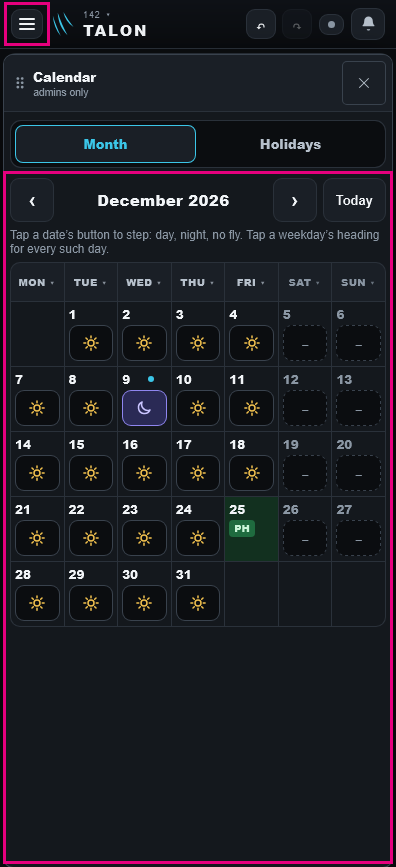 142 ▾
TALON
Calendar
admins only
Month
Holidays
December 2026
Today
Tap a date's button to step: day, night, no fly. Tap a weekday's heading
for every such day.
MON TUE WED THU FRI SAT SUN
1 2 3 4 5 6
– –
7 8 9 10 11 12 13
– –
14 15 16 17 18 19 20
– –
21 22 23 24 25 26 27
PH – –
28 29 30 31